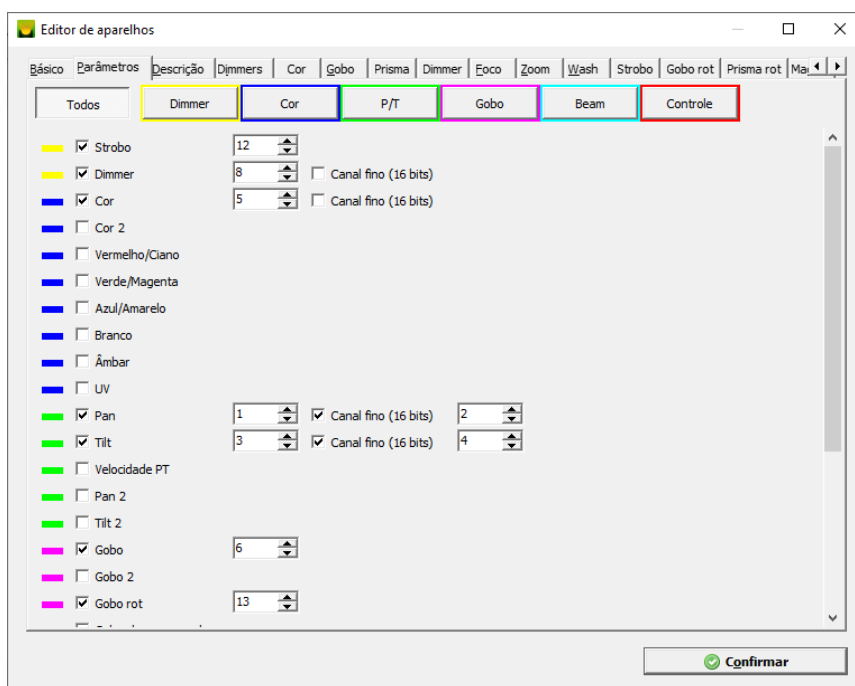 Editor de aparelhos
Básico Parâmetros Descrição Dimmers Cor Gobo Prisma Dimmer Foco Zoom Wash Strobo Gobo rot Prisma rot
Todos Dimmer Cor P/T Gobo Beam Controle
Strobo 12
Dimmer 8 Canal fino (16 bits)
Cor 5 Canal fino (16 bits)
Cor 2
Vermelho/Ciano
Verde/Magenta
Azul/Amarelo
Branco
Âmbar
UV
Pan 1 Canal fino (16 bits) 2
Tilt 3 Canal fino (16 bits) 4
Velocidade PT
Pan 2
Tilt 2
Gobo 6
Gobo 2
Gobo rot 13
Confirmar